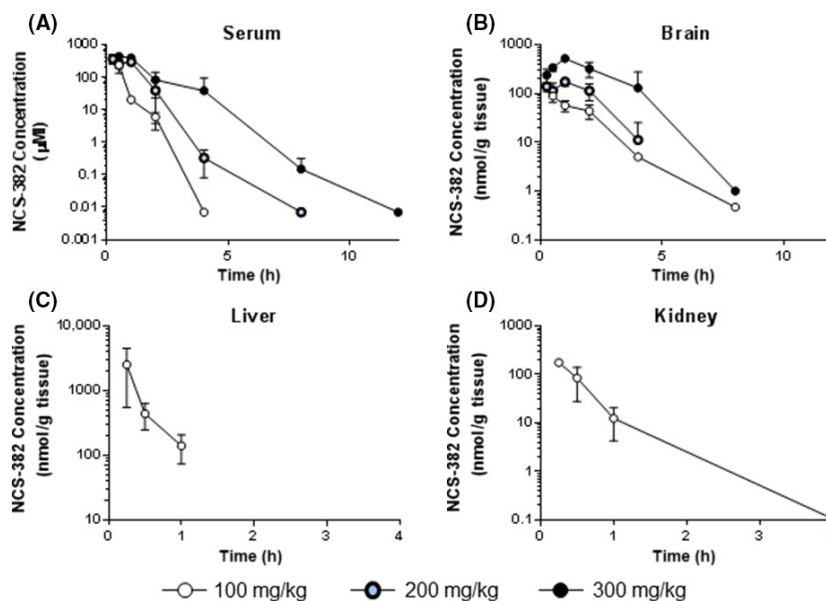 (A)
Serum
NCS-382 Concentration
(µMl)
1000
100
10
1
0.1
0.01
0.001
0
5
10
Time (h)
(B)
Brain
NCS-382 Concentration
(nmol/g tissue)
1000
100
10
1
0.1
0
5
10
Time (h)
(C)
Liver
NCS-382 Concentration
(nmol/g tissue)
10,000
1000
100
10
0
1
2
3
4
Time (h)
(D)
Kidney
NCS-382 Concentration
(nmol/g tissue)
1000
100
10
1
0.1
0
1
2
3
Time (h)
100 mg/kg
200 mg/kg
300 mg/kg